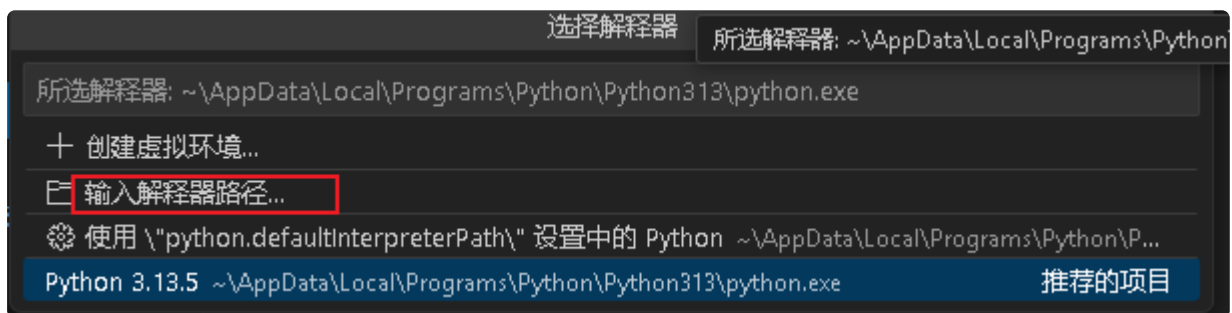 选择解释器
所选解释器: ~\AppData\Local\Programs\Python
所选解释器: ~\AppData\Local\Programs\Python\Python313\python.exe
创建虚拟环境...
输入解释器路径...
使用 \"python.defaultInterpreterPath\" 设置中的 Python ~\AppData\Local\Programs\Python\P...
Python 3.13.5 ~\AppData\Local\Programs\Python\Python313\python.exe 推荐的项目